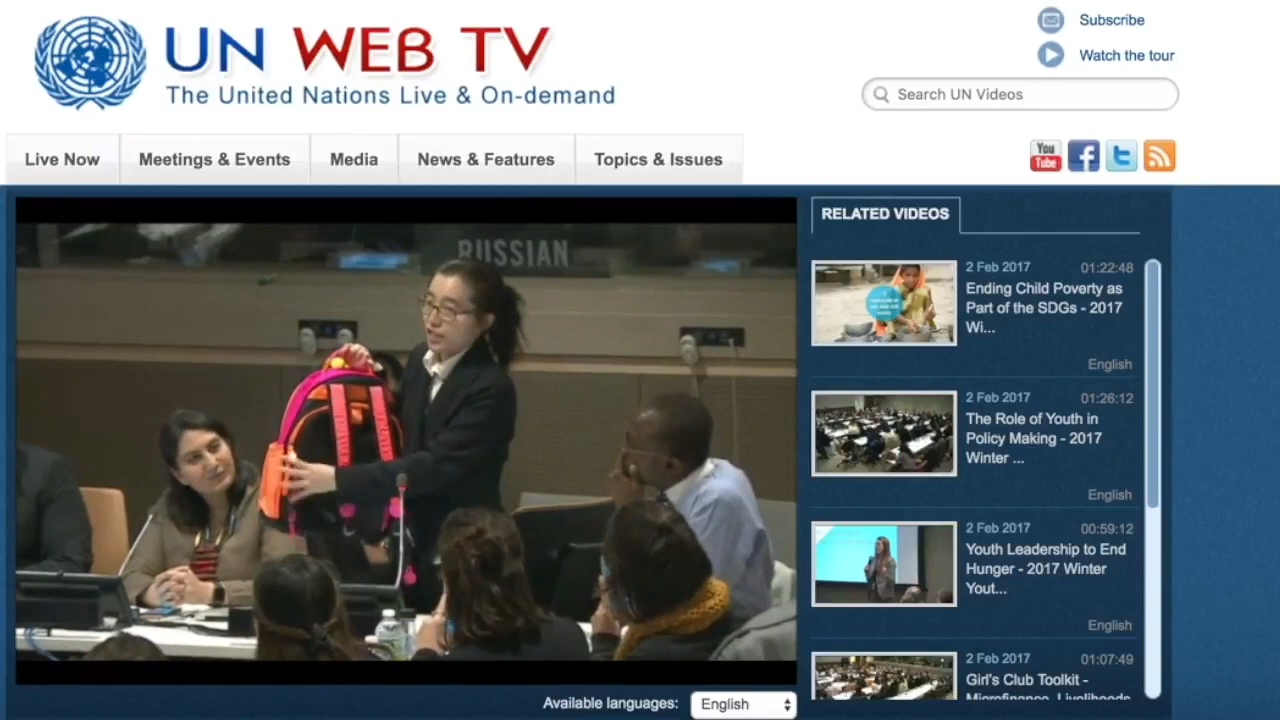 UN WEB TV
The United Nations Live & On-demand
Subscribe
Watch the tour
Search UN Videos
Live Now
Meetings & Events
Media
News & Features
Topics & Issues
You
Tube
RUSSIAN
RELATED VIDEOS
2 Feb 2017
01:22:48
Ending Child Poverty as
Part of the SDGs - 2017
Wi...
English
2 Feb 2017
01:26:12
The Role of Youth in
Policy Making - 2017
Winter ...
English
2 Feb 2017
00:59:12
Youth Leadership to End
Hunger - 2017 Winter
Yout...
English
2 Feb 2017
01:07:49
Girl's Club Toolkit -
Microfinance, Livelihoods
Available languages:
English